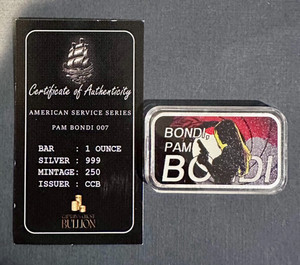 Certificate of Authenticity
AMERICAN SERVICE SERIES
PAM BONDI 007
BAR : 1 OUNCE
SILVER : 999
MINTAGE: 250
ISSUER : CCB
BULLION
BONDI,
PAM
BONDI